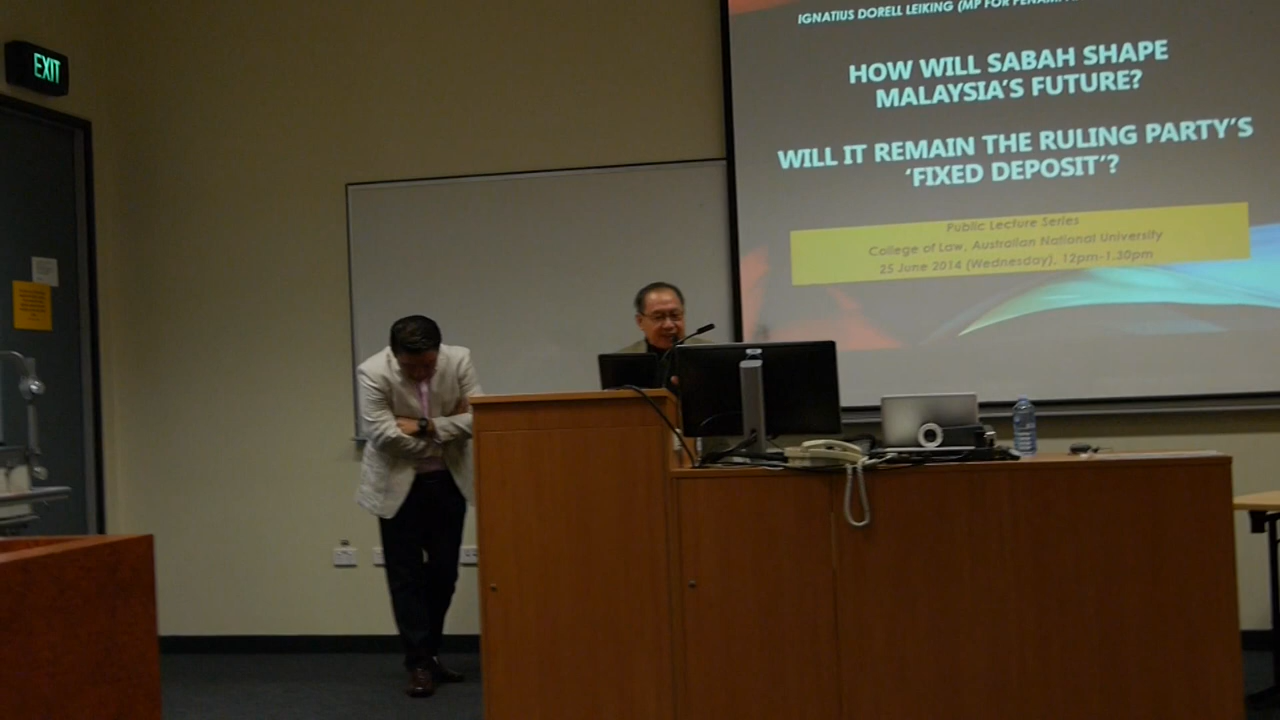 EXIT
IGNATIUS DORELL LEIKING (MP FOR
HOW WILL SABAH SHAPE
MALAYSIA'S FUTURE?
WILL IT REMAIN THE RULING PARTY'S
'FIXED DEPOSIT'?
Public Lecture Series
College of Law, Australian National University
25 June 2014 (Wednesday), 12pm-1.30pm